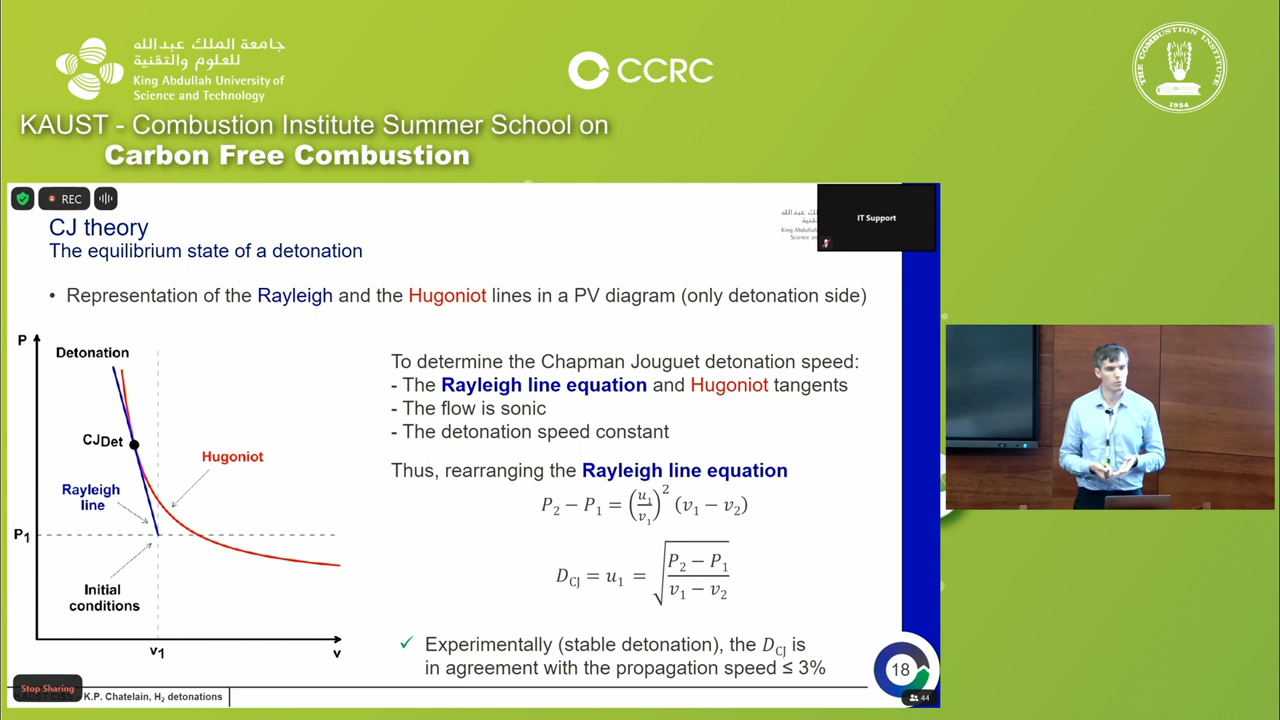 جامعة الملك عبدالله
للعلوم والتقنية
King Abdullah University of
Science and Technology
CCRC
THE COMBUSTION INSTITUTE
1954
KAUST - Combustion Institute Summer School on
Carbon Free Combustion
REC
IT Support
CJ theory
The equilibrium state of a detonation
• Representation of the Rayleigh and the Hugoniot lines in a PV diagram (only detonation side)
P
Detonation
CJDet
Hugoniot
Rayleigh
line
P1
Initial
conditions
v1
v
To determine the Chapman Jouguet detonation speed:
- The Rayleigh line equation and Hugoniot tangents
- The flow is sonic
- The detonation speed constant
Thus, rearranging the Rayleigh line equation
P₂ − P₁ = (u₁/v₁)² (v₁ − v₂)
D_CJ = u₁ = √((P₂ − P₁)/(v₁ − v₂))
✓ Experimentally (stable detonation), the D_CJ is
in agreement with the propagation speed ≤ 3%
18
44
Stop Sharing
K.P. Chatelain, H₂ detonations